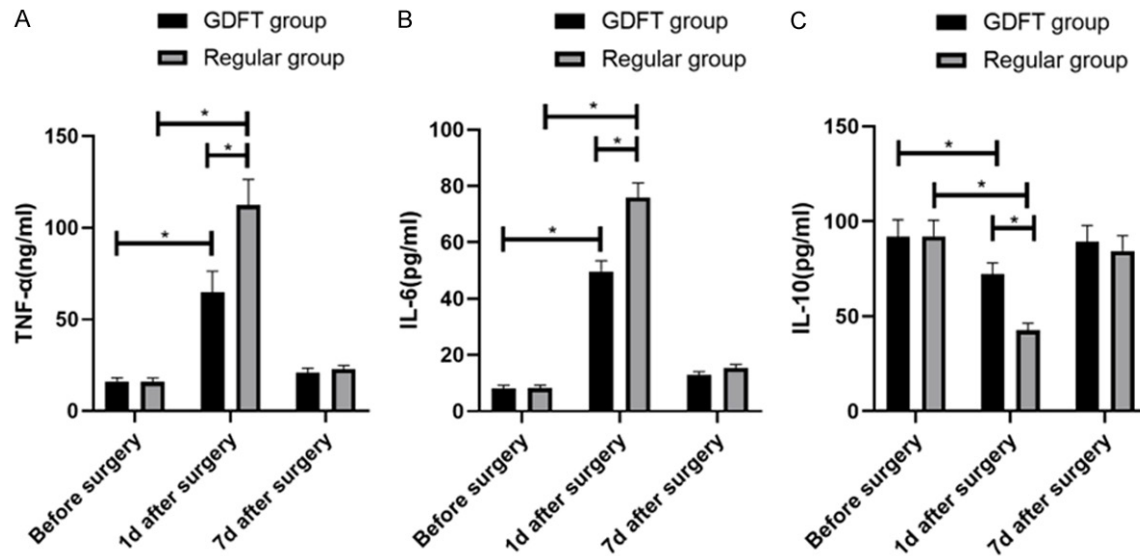 A
GDFT group
Regular group
TNF-α(ng/ml)
150
100
50
0
*
*
*
Before surgery
1d after surgery
7d after surgery
B
GDFT group
Regular group
IL-6(pg/ml)
100
80
60
40
20
0
*
*
*
Before surgery
1d after surgery
7d after surgery
C
GDFT group
Regular group
IL-10(pg/ml)
150
100
50
0
*
*
*
Before surgery
1d after surgery
7d after surgery